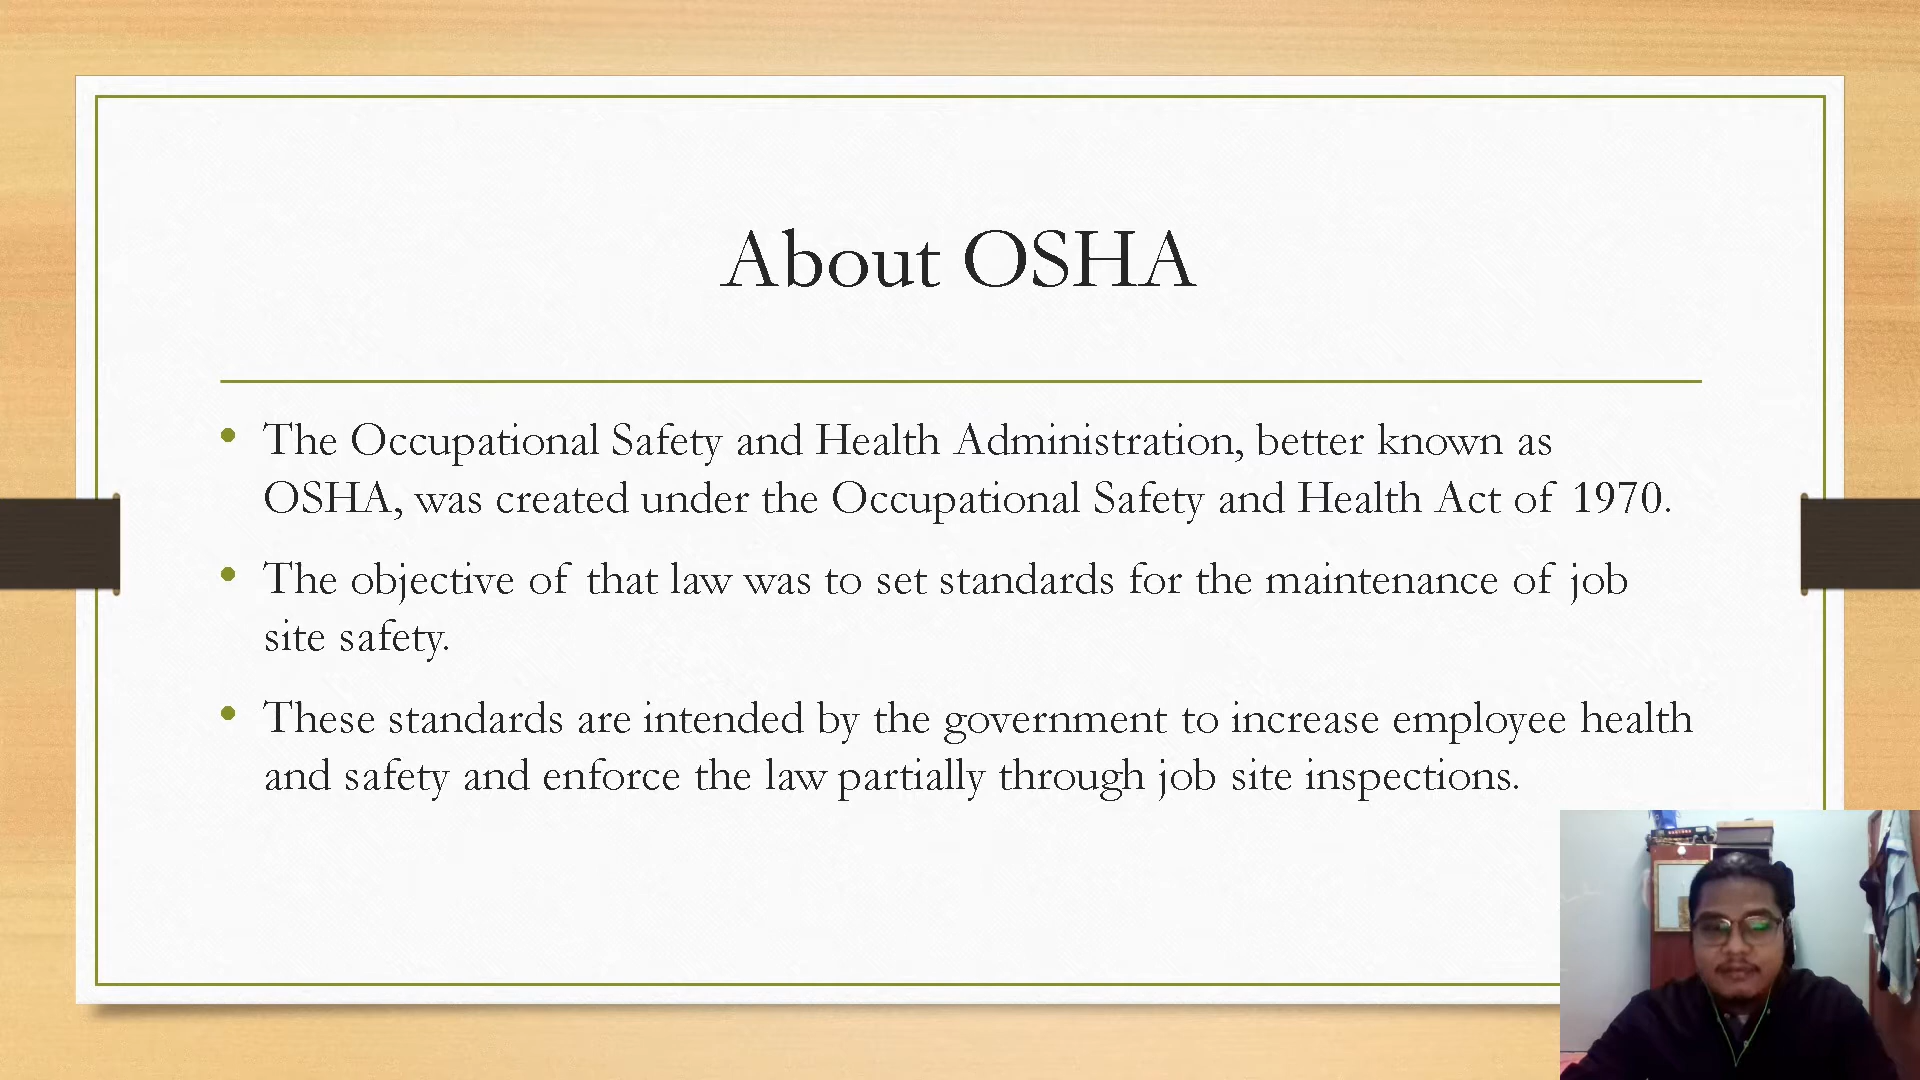 About OSHA
• The Occupational Safety and Health Administration, better known as
OSHA, was created under the Occupational Safety and Health Act of 1970.
• The objective of that law was to set standards for the maintenance of job
site safety.
• These standards are intended by the government to increase employee health
and safety and enforce the law partially through job site inspections.